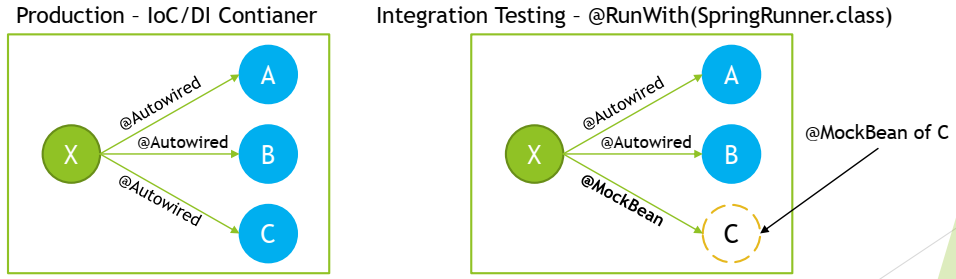 Production - IoC/DI Contianer
A
@Autowired
X
@Autowired
B
@Autowired
C
Integration Testing - @RunWith(SpringRunner.class)
A
@Autowired
X
@Autowired
B
@MockBean
C
@MockBean of C